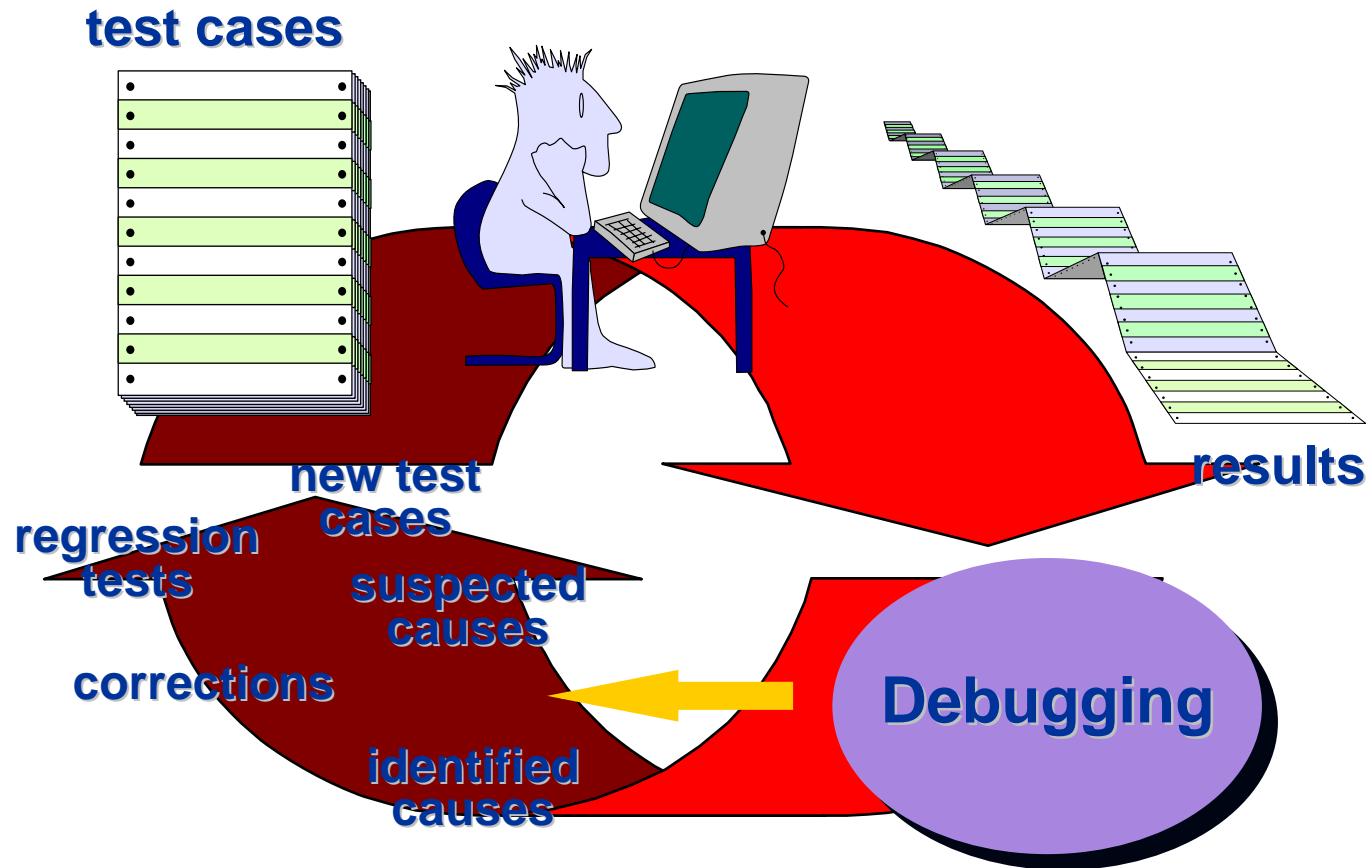 test cases
results
new test
cases
regression
tests
suspected
causes
corrections
Debugging
identified
causes